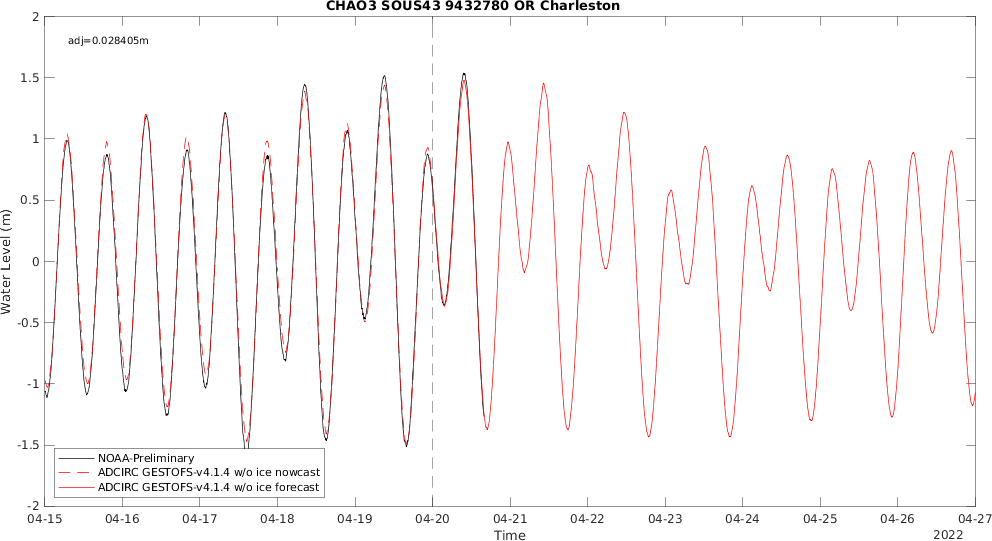 CHAO3 SOUS43 9432780 OR Charleston
adj=0.028405m
2
1.5
1
0.5
0
-0.5
-1
-1.5
-2
Water Level (m)
NOAA-Preliminary
ADCIRC GESTOFS-v4.1.4 w/o ice nowcast
ADCIRC GESTOFS-v4.1.4 w/o ice forecast
04-15 04-16 04-17 04-18 04-19 04-20 04-21 04-22 04-23 04-24 04-25 04-26 04-27
Time
2022